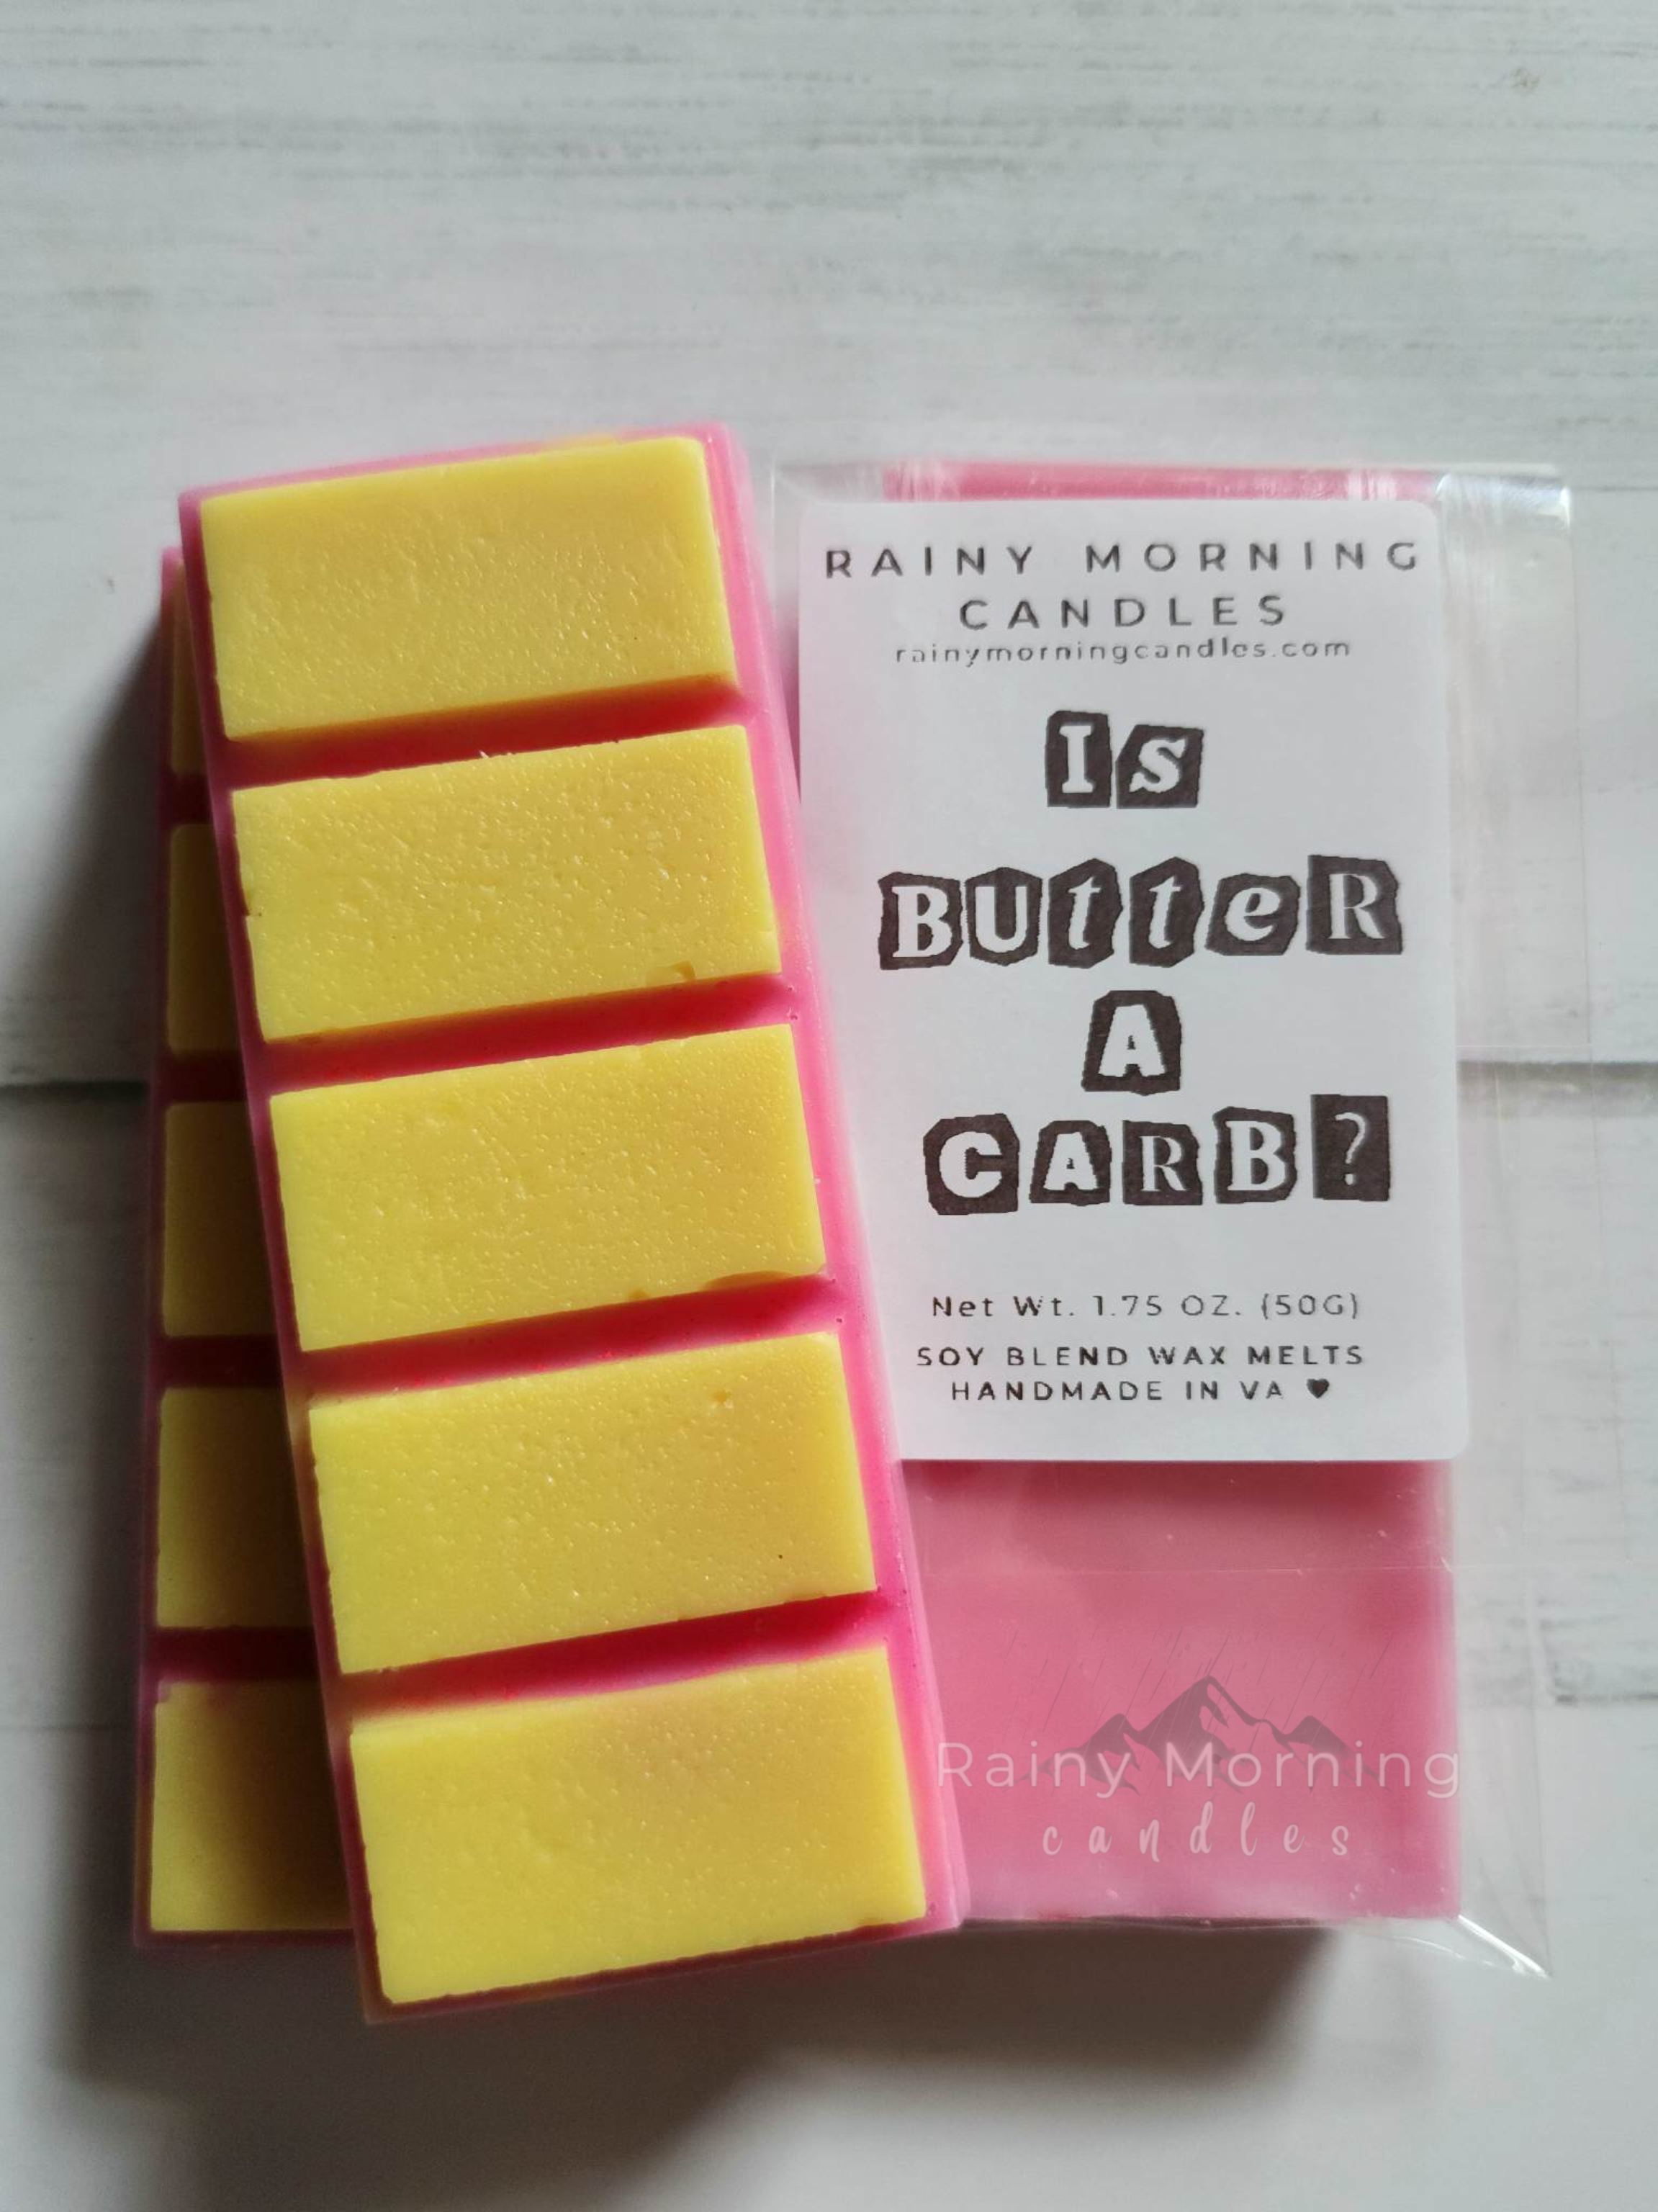 RAINY MORNING
CANDLES
rainymorningcandles.com
Is
BUtteR
A
CARB?
Net Wt. 1.75 OZ. (50G)
SOY BLEND WAX MELTS
HANDMADE IN VA ♥
Rainy Morning
candles